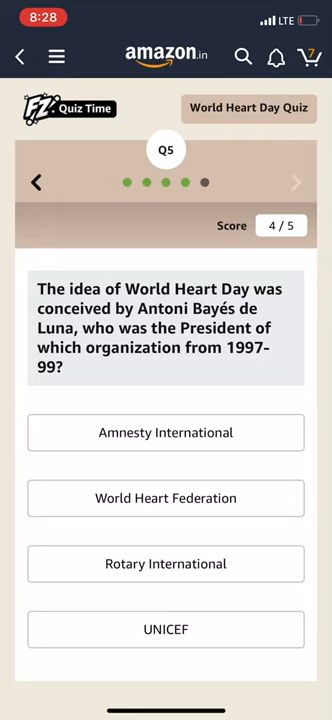 8:28
LTE
amazon.in
7
FZ. Quiz Time
World Heart Day Quiz
Q5
Score 4 / 5
The idea of World Heart Day was
conceived by Antoni Bayés de
Luna, who was the President of
which organization from 1997-
99?
Amnesty International
World Heart Federation
Rotary International
UNICEF